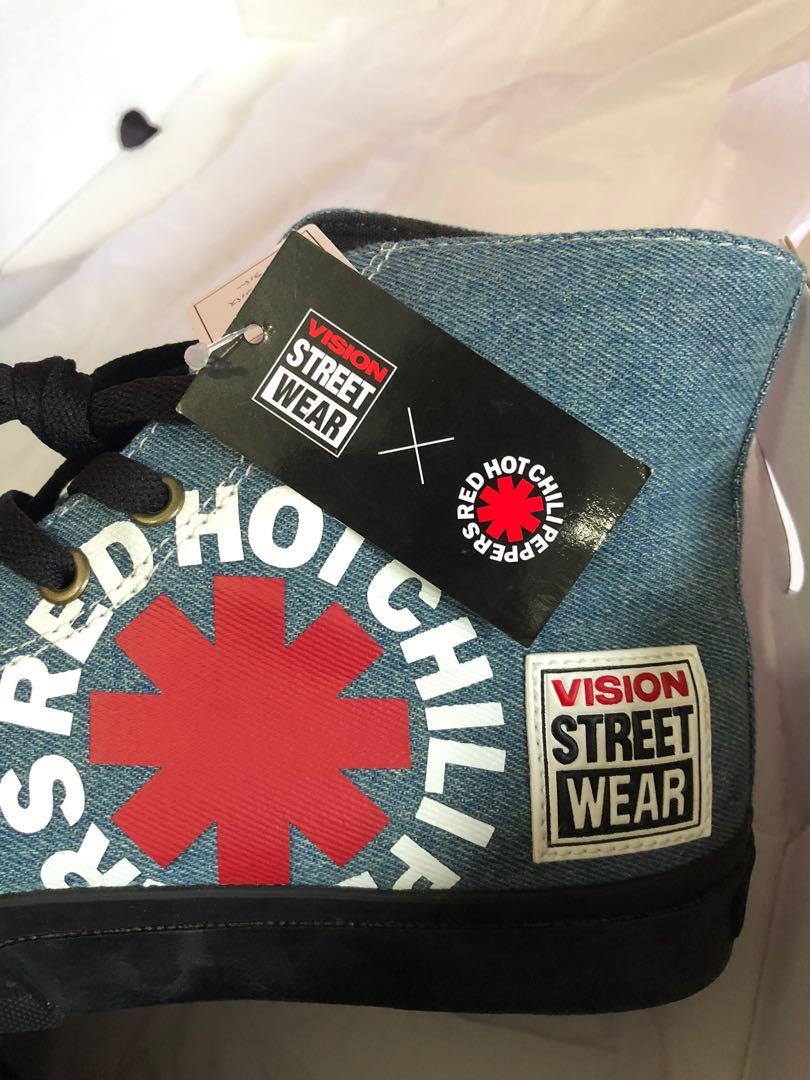 VISION
STREET
WEAR
RED HOT CHILI PEPPERS
RED HOT CHILI PEPPERS
VISION
STREET
WEAR